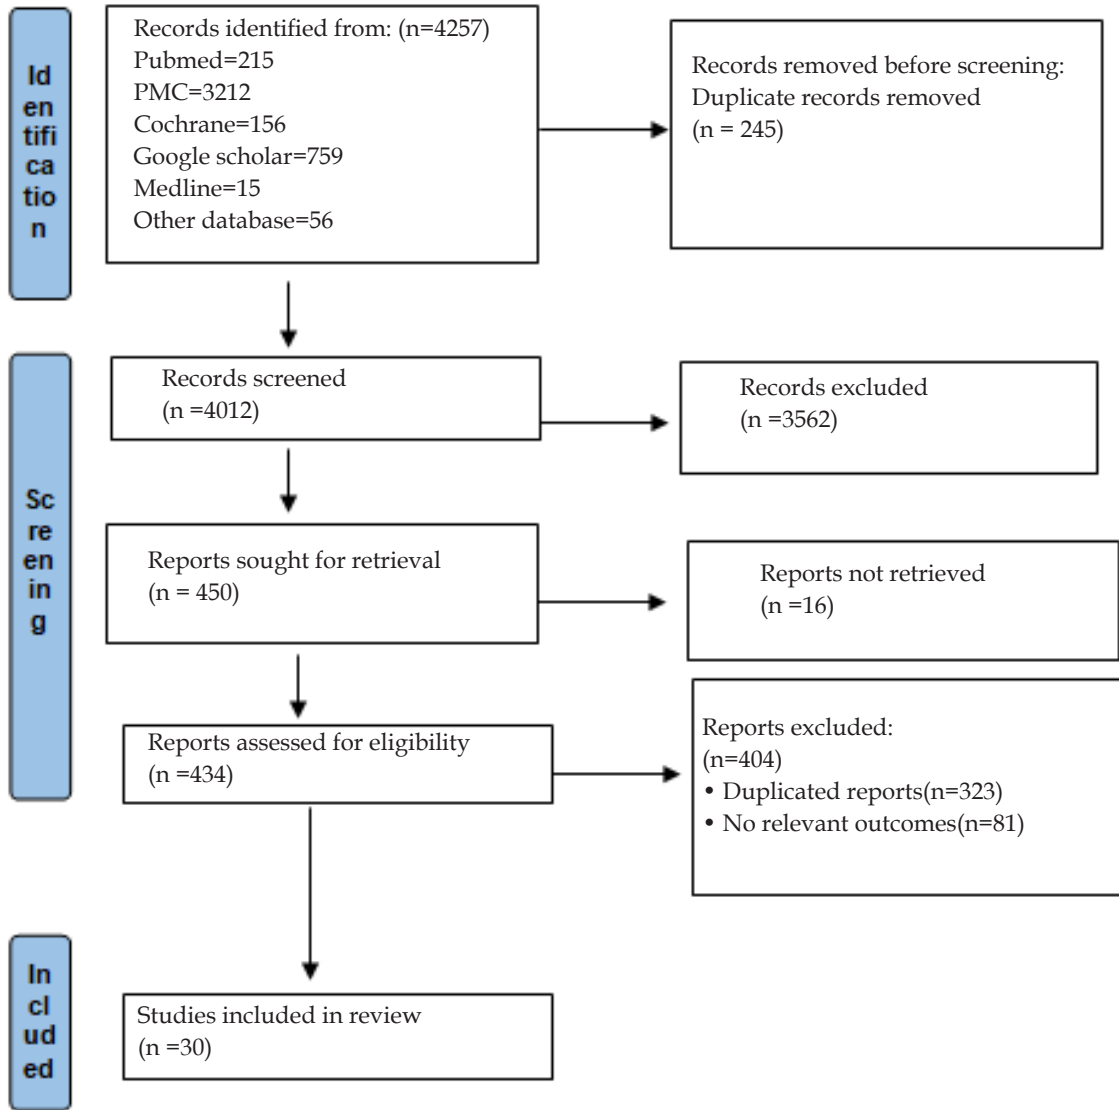 Id
en
tifi
ca
tio
n
Records identified from: (n=4257)
Pubmed=215
PMC=3212
Cochrane=156
Google scholar=759
Medline=15
Other database=56
Records removed before screening:
Duplicate records removed
(n = 245)
Sc
re
en
in
g
Records screened
(n =4012)
Records excluded
(n =3562)
Reports sought for retrieval
(n = 450)
Reports not retrieved
(n =16)
Reports assessed for eligibility
(n =434)
Reports excluded:
(n=404)
• Duplicated reports(n=323)
• No relevant outcomes(n=81)
In
cl
ud
ed
Studies included in review
(n =30)